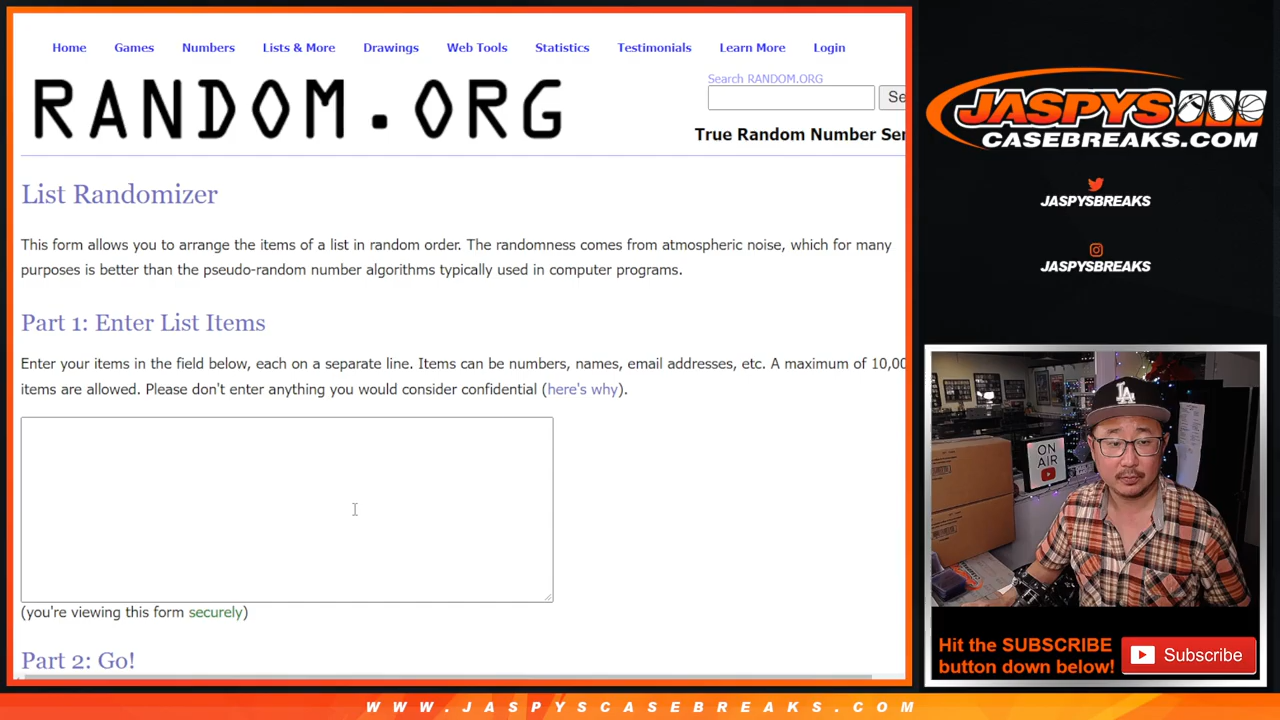 Home Games Numbers Lists & More Drawings Web Tools Statistics Testimonials Learn More Login
RANDOM.ORG
Search RANDOM.ORG
Se
True Random Number Ser
List Randomizer
This form allows you to arrange the items of a list in random order. The randomness comes from atmospheric noise, which for many
purposes is better than the pseudo-random number algorithms typically used in computer programs.
Part 1: Enter List Items
Enter your items in the field below, each on a separate line. Items can be numbers, names, email addresses, etc. A maximum of 10,00
items are allowed. Please don't enter anything you would consider confidential (here's why).
(you're viewing this form securely)
Part 2: Go!
JASPYS
CASEBREAKS.COM
JASPYSBREAKS
JASPYSBREAKS
ON
AIR
LA
Hit the SUBSCRIBE
button down below!
Subscribe
WWW.JASPYSCASEBREAKS.COM